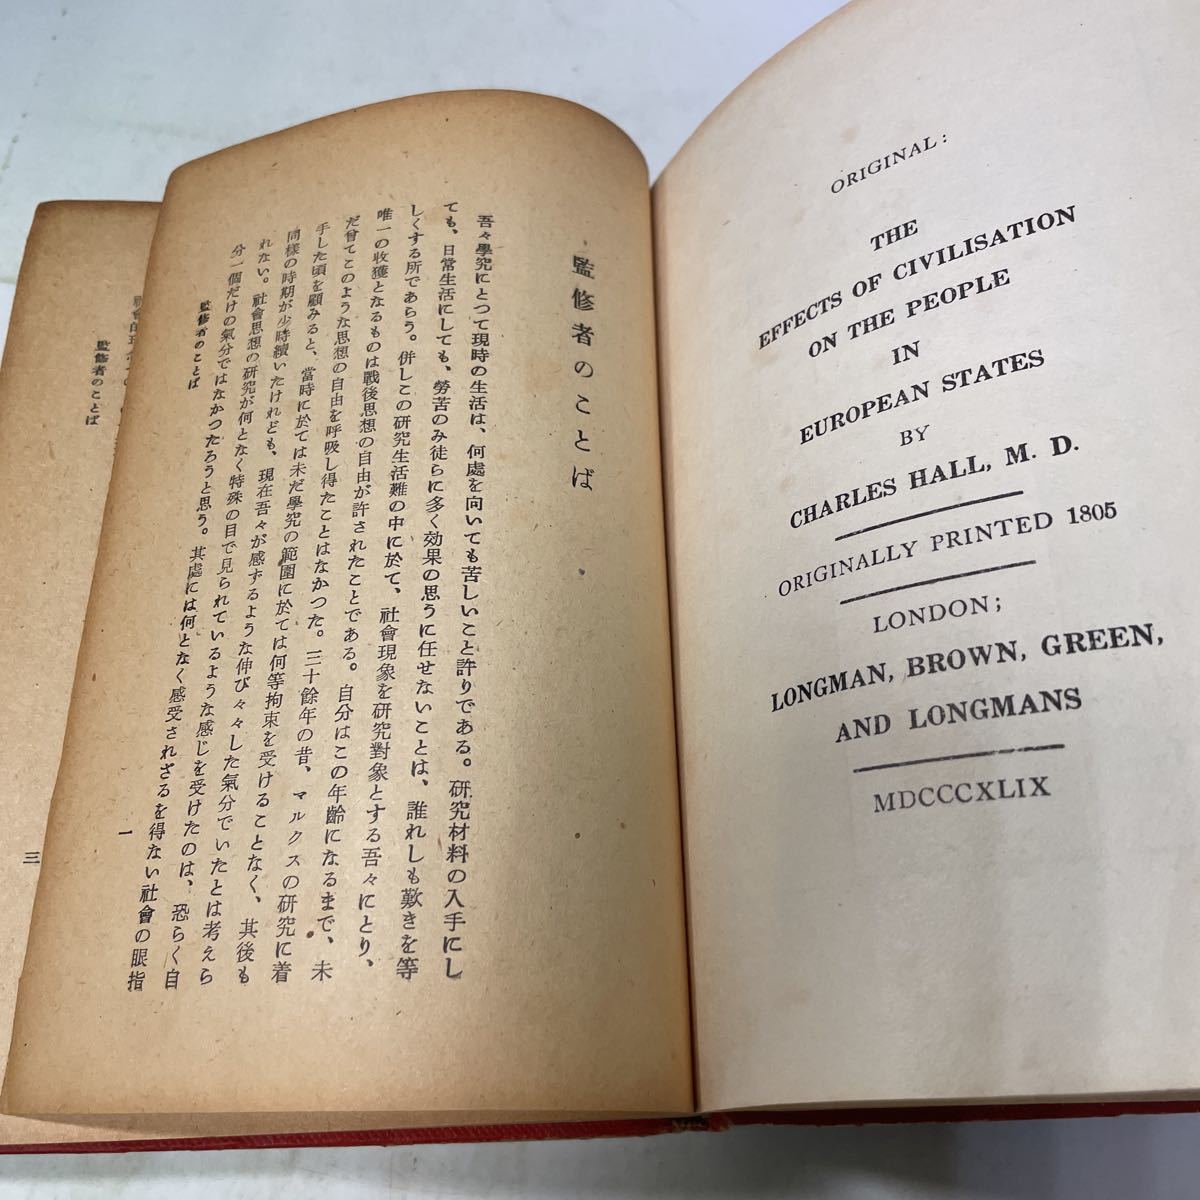 ORIGINAL:
THE
EFFECTS OF CIVILISATION
ON THE PEOPLE
IN
EUROPEAN STATES
BY
CHARLES HALL, M. D.
ORIGINALLY PRINTED 1805
LONDON;
LONGMAN, BROWN, GREEN,
AND LONGMANS
MDCCCXLIX
監修者のことば
吾々學究にとつて現時の生活は、何處を向いても苦しいこと許りである。研究材料の入手にし
ても、日常生活にしても、勞苦のみ徒らに多く効果の思うに任せないことは、誰れしも歎きを等
しくする所であらう。併しこの研究生活難の中に於て、社會現象を研究對象とする吾々にとり、
唯一の收獲となるものは戰後思想の自由が許されたことである。自分はこの年齡になるまで、未
だ曾てこのような思想の自由を呼吸し得たことはなかつた。三十餘年の昔、マルクスの研究に着
手した頃を顧みると、當時に於ては未だ學究の範圍に於ては何等拘束を受けることなく、其後も
同樣の時期が少時續いたけれども、現在吾々が感ずるような伸び々々した氣分でいたとは考えら
れない。社會思想の研究が何となく特殊の目で見られているような感じを受けたのは、恐らく自
分一個だけの氣分ではなかつたろうと思う。其處には何となく感受されざるを得ない社會の眼指
監修者のことば
一
監修者のことば
三